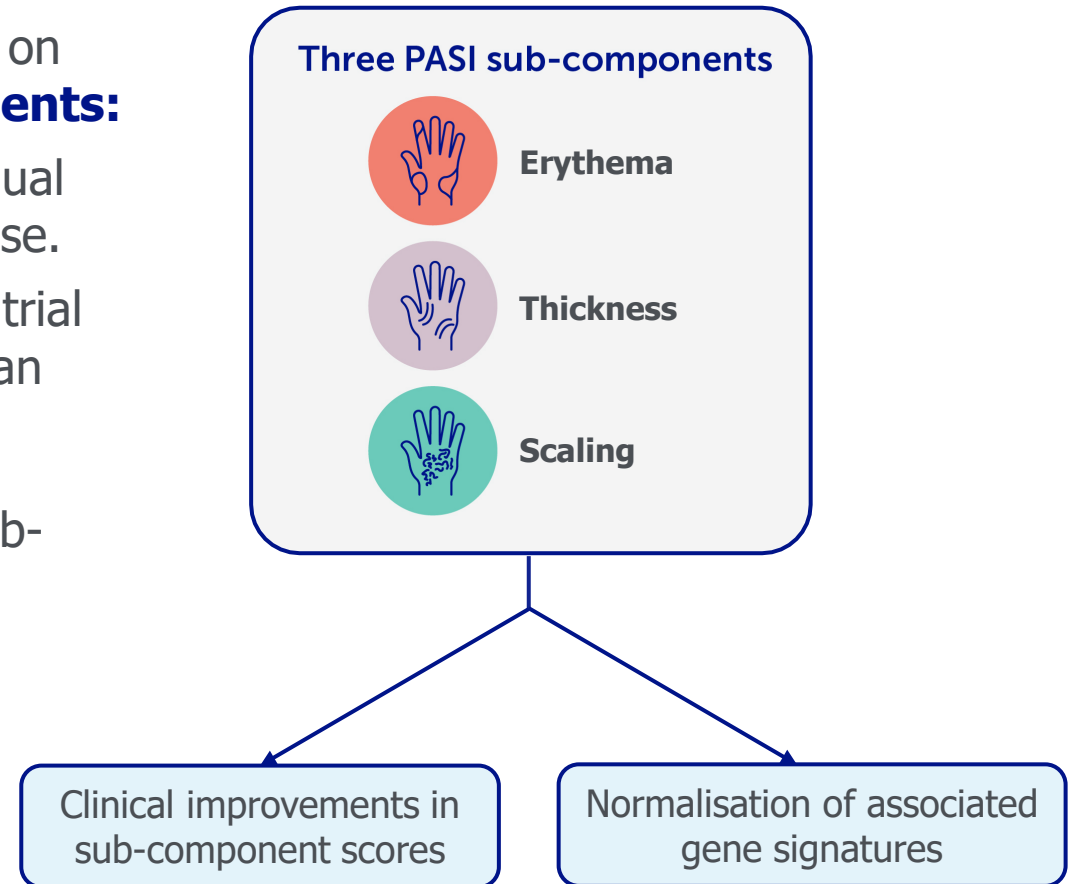 on
ents:
ual
se.
trial
an
b-
Three PASI sub-components
Erythema
Thickness
Scaling
Clinical improvements in
sub-component scores
Normalisation of associated
gene signatures